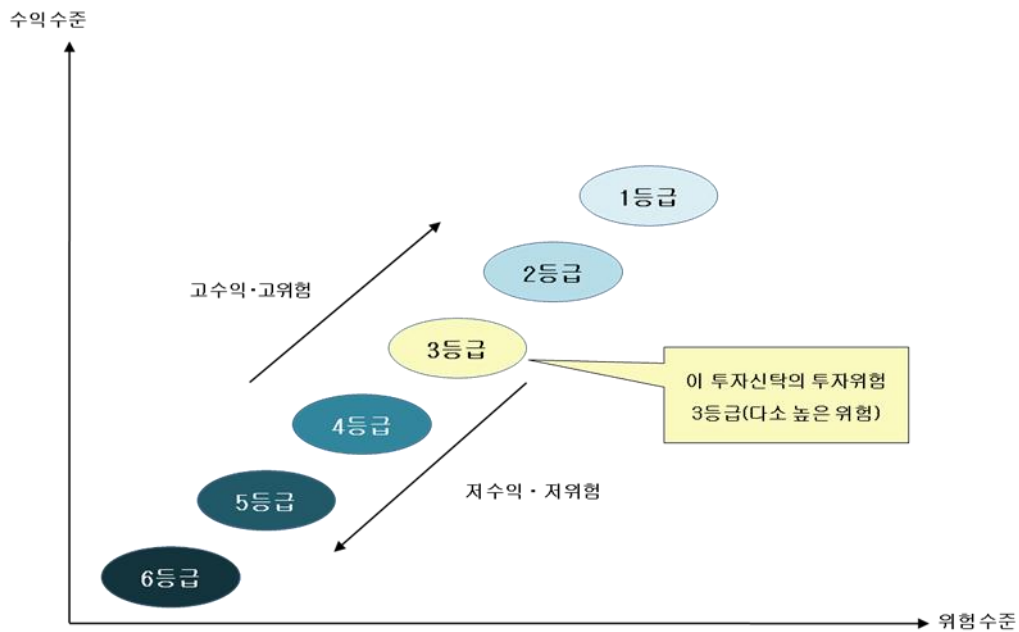 수익수준
1등급
2등급
고수익·고위험
3등급
이 투자신탁의 투자위험
3등급(다소 높은 위험)
4등급
저수익·저위험
5등급
6등급
위험수준